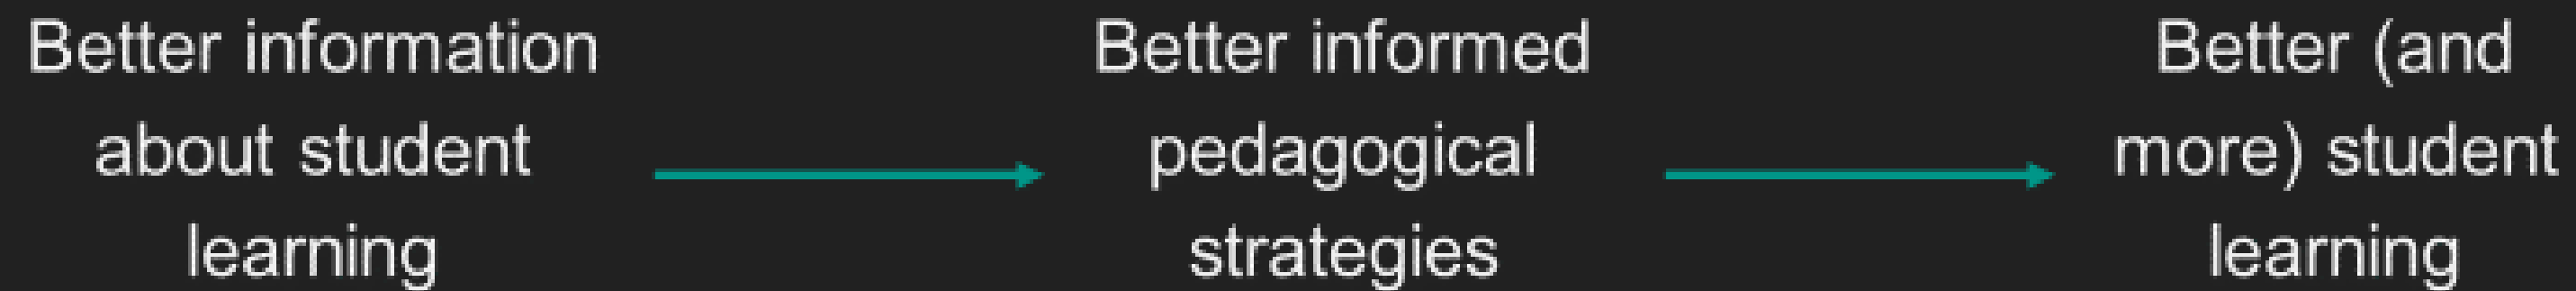 Better information
about student
learning
Better informed
pedagogical
strategies
Better (and
more) student
learning